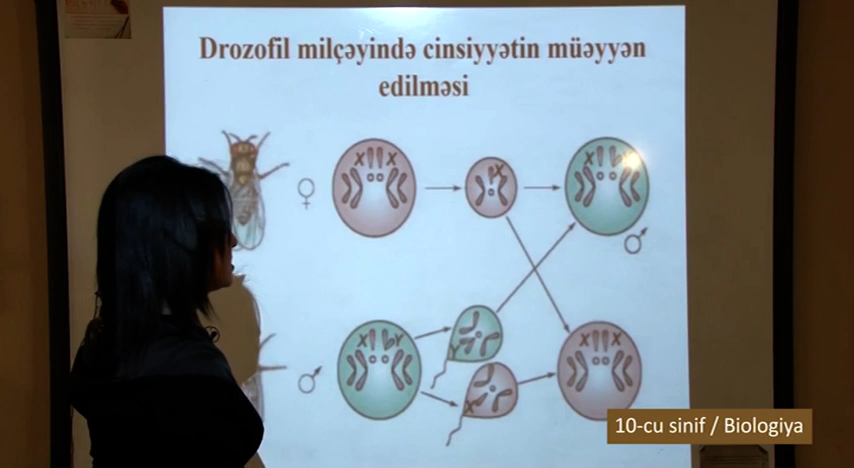 Drozofil milçəyində cinsiyyətin müəyyən
edilməsi
X X
X
X Y
X Y
Y
X X
X
10-cu sinif / Biologiya